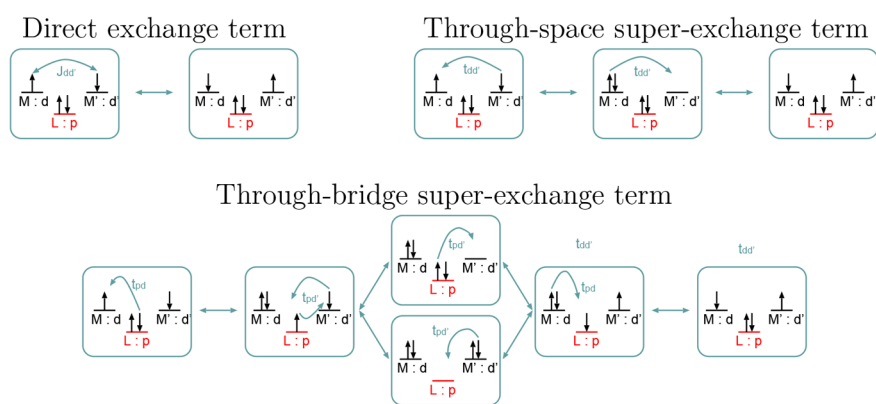 Direct exchange term
Through-space super-exchange term
J_dd'
M : d M' : d'
L : p
M : d M' : d'
L : p
t_dd'
M : d M' : d'
L : p
t_dd'
M : d M' : d'
L : p
M : d M' : d'
L : p
Through-bridge super-exchange term
t_pd
M : d M' : d'
L : p
t_pd'
M : d M' : d'
L : p
t_pd'
M : d M' : d'
L : p
t_pd'
M : d M' : d'
L : p
t_dd'
t_pd
M : d M' : d'
L : p
t_dd'
M : d M' : d'
L : p